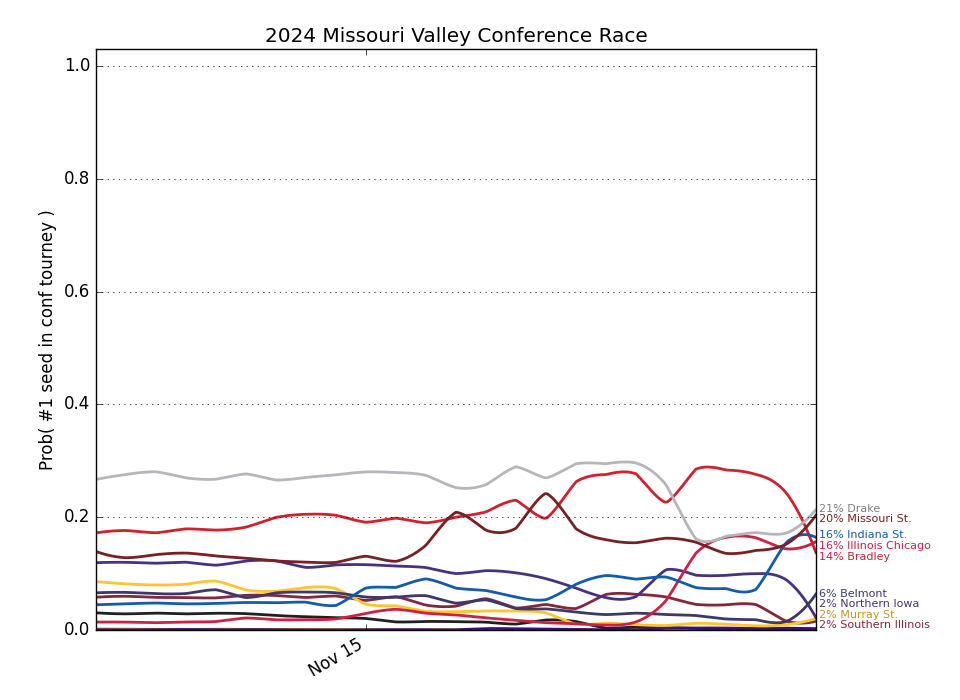 2024 Missouri Valley Conference Race
Prob( #1 seed in conf tourney )
1.0
0.8
0.6
0.4
0.2
0.0
Nov 15
21% Drake
20% Missouri St.
16% Indiana St.
16% Illinois Chicago
14% Bradley
6% Belmont
2% Northern Iowa
2% Murray St.
2% Southern Illinois